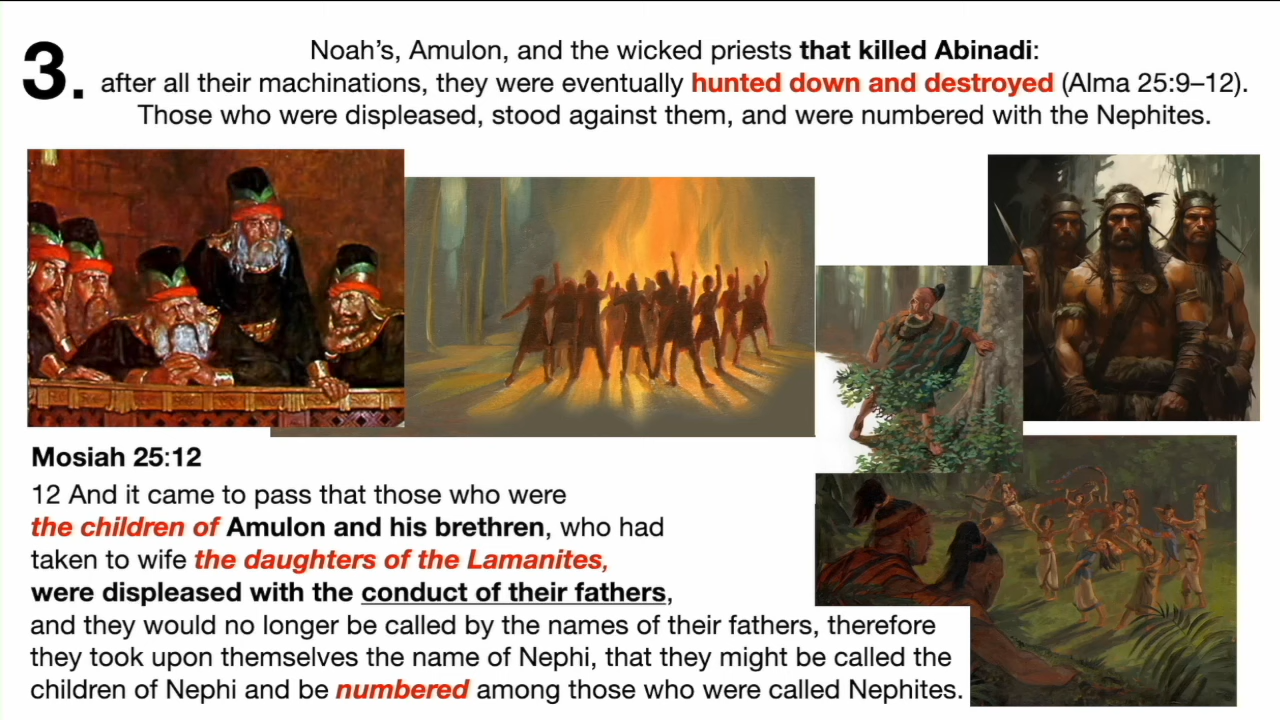 3.
Noah's, Amulon, and the wicked priests that killed Abinadi:
after all their machinations, they were eventually hunted down and destroyed (Alma 25:9–12).
Those who were displeased, stood against them, and were numbered with the Nephites.
Mosiah 25:12
12 And it came to pass that those who were
the children of Amulon and his brethren, who had
taken to wife the daughters of the Lamanites,
were displeased with the conduct of their fathers,
and they would no longer be called by the names of their fathers, therefore
they took upon themselves the name of Nephi, that they might be called the
children of Nephi and be numbered among those who were called Nephites.